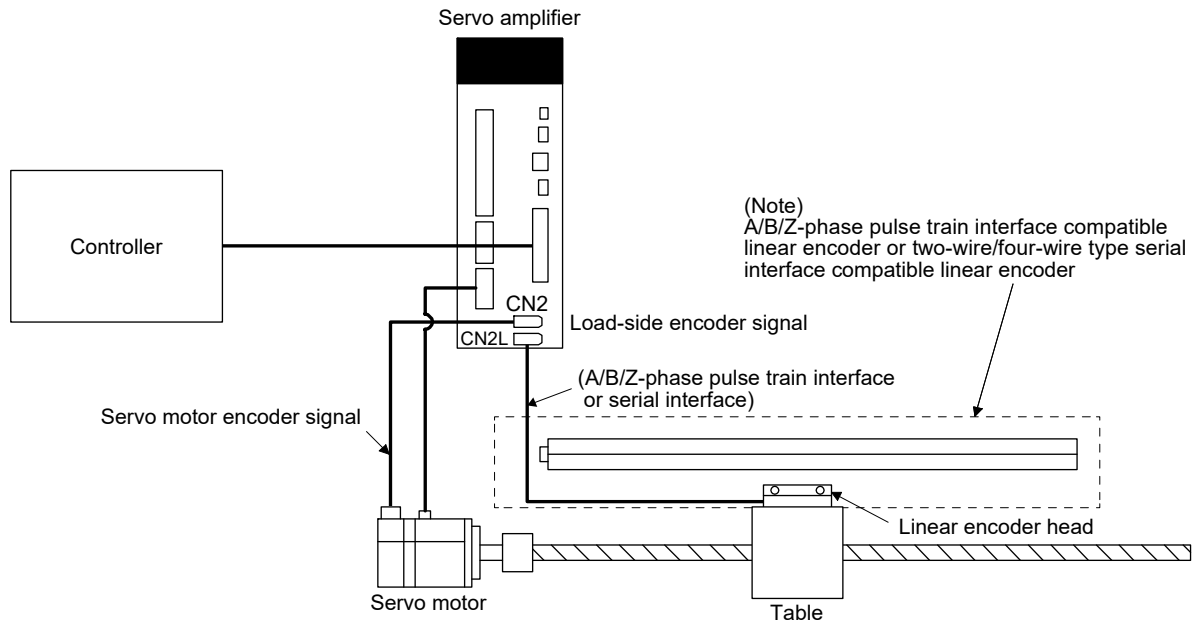 Servo amplifier
(Note)
A/B/Z-phase pulse train interface compatible
linear encoder or two-wire/four-wire type serial
interface compatible linear encoder
Controller
CN2
CN2L
Load-side encoder signal
(A/B/Z-phase pulse train interface
or serial interface)
Servo motor encoder signal
Linear encoder head
Servo motor
Table